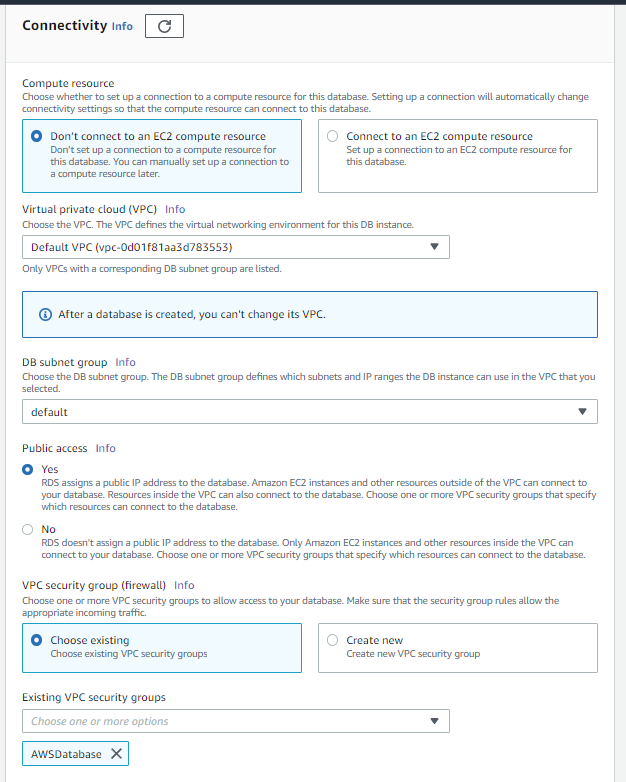 Connectivity Info
Compute resource
Choose whether to set up a connection to a compute resource for this database. Setting up a connection will automatically change
connectivity settings so that the compute resource can connect to this database.
Don't connect to an EC2 compute resource
Don't set up a connection to a compute resource for
this database. You can manually set up a connection to
a compute resource later.
Connect to an EC2 compute resource
Set up a connection to an EC2 compute resource for
this database.
Virtual private cloud (VPC) Info
Choose the VPC. The VPC defines the virtual networking environment for this DB instance.
Default VPC (vpc-0d01f81aa3d783553)
Only VPCs with a corresponding DB subnet group are listed.
After a database is created, you can't change its VPC.
DB subnet group Info
Choose the DB subnet group. The DB subnet group defines which subnets and IP ranges the DB instance can use in the VPC that you
selected.
default
Public access Info
Yes
RDS assigns a public IP address to the database. Amazon EC2 instances and other resources outside of the VPC can connect to
your database. Resources inside the VPC can also connect to the database. Choose one or more VPC security groups that specify
which resources can connect to the database.
No
RDS doesn't assign a public IP address to the database. Only Amazon EC2 instances and other resources inside the VPC can
connect to your database. Choose one or more VPC security groups that specify which resources can connect to the database.
VPC security group (firewall) Info
Choose one or more VPC security groups to allow access to your database. Make sure that the security group rules allow the
appropriate incoming traffic.
Choose existing
Choose existing VPC security groups
Create new
Create new VPC security group
Existing VPC security groups
Choose one or more options
AWSDatabase